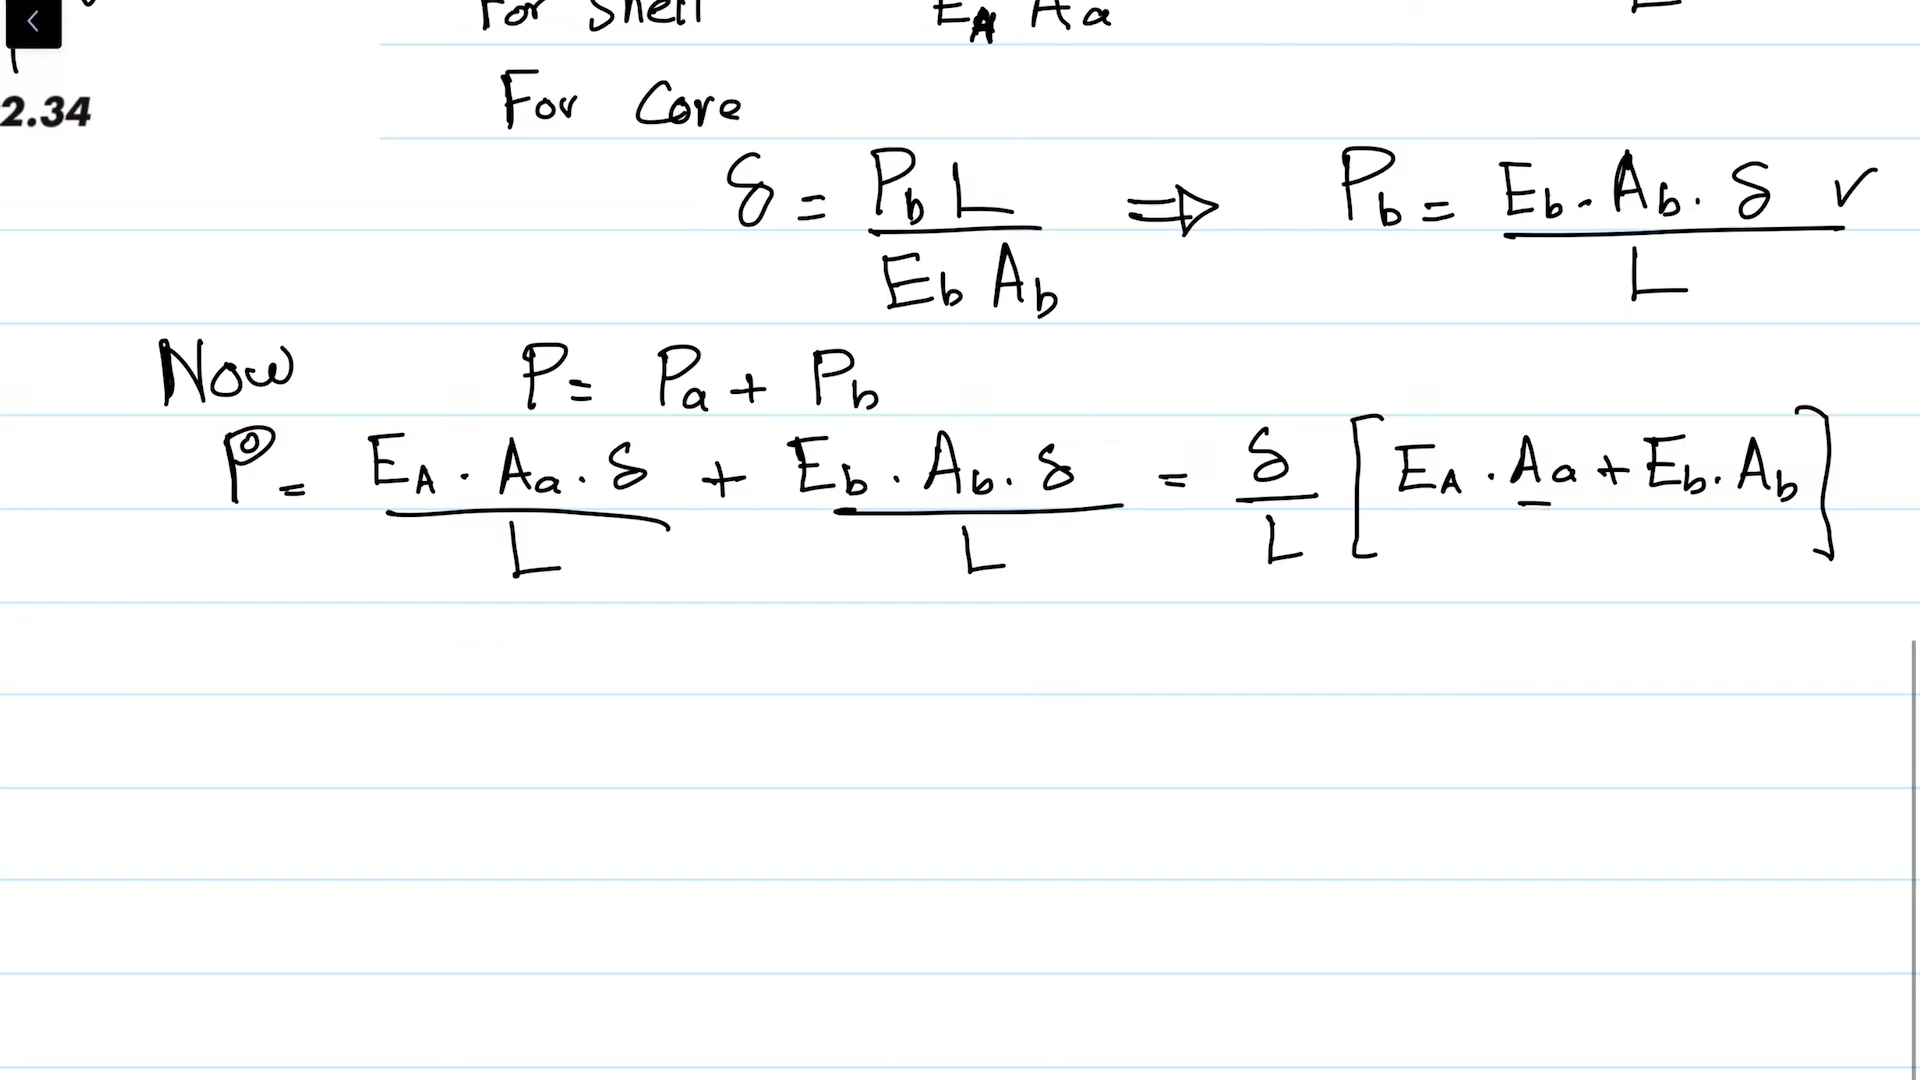 For Shell E_A Aa L
For Core
2.34
δ = P_b L / E_b A_b ⇒ P_b = E_b . A_b . δ / L ✓
Now P = P_a + P_b
P = E_A . A_a . δ / L + E_b . A_b . δ / L = δ / L [ E_A . A_a + E_b . A_b ]